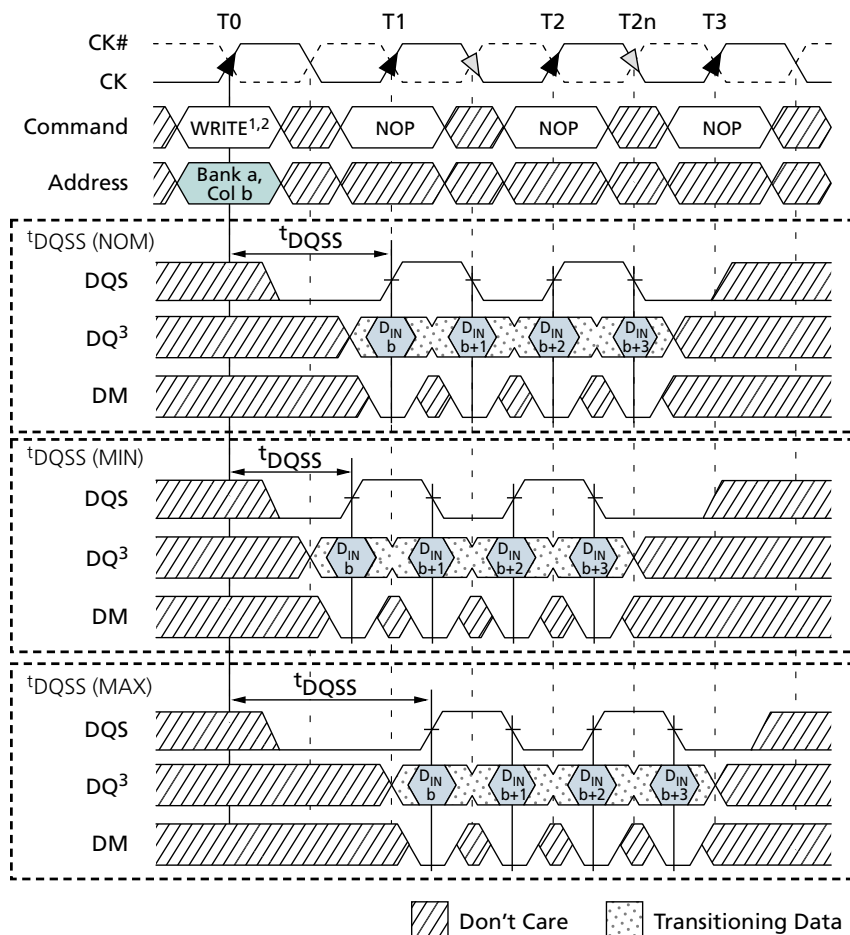 T0 T1 T2 T2n T3
CK#
CK
Command WRITE1,2 NOP NOP NOP
Address Bank a,
Col b
tDQSS (NOM) tDQSS
DQS
DQ3 DIN b DIN b+1 DIN b+2 DIN b+3
DM
tDQSS (MIN) tDQSS
DQS
DQ3 DIN b DIN b+1 DIN b+2 DIN b+3
DM
tDQSS (MAX) tDQSS
DQS
DQ3 DIN b DIN b+1 DIN b+2 DIN b+3
DM
Don't Care Transitioning Data